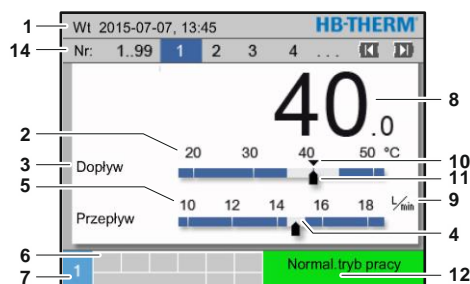 1 Wt 2015-07-07, 13:45 HB-THERM®
14 Nr: 1..99 1 2 3 4 ...
40.0 8
2 20 30 40 50 °C 10
3 Dopływ 11
5 10 12 14 16 18 L/min 9
Przepływ 4
6 Normal.tryb pracy
7 1 12